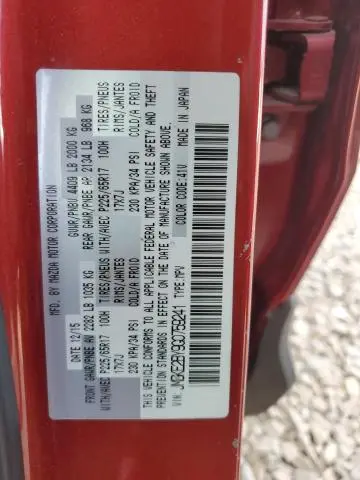 MFD. BY MAZDA MOTOR CORPORATION
DATE 12/15 GVWR/PNBV 4409 LB 2000 KG
FRONT GAWR/PNBE AV 2282 LB 1035 KG REAR GAWR/PNBE AR 2134 LB 968 KG
WITH/AVEC P225/65R17 100H TIRES/PNEUS WITH/AVEC P225/65R17 100H TIRES/PNEUS
17X7J RIMS/JANTES 17X7J RIMS/JANTES
230 KPA/34 PSI COLD/A FROID 230 KPA/34 PSI COLD/A FROID
THIS VEHICLE CONFORMS TO ALL APPLICABLE FEDERAL MOTOR VEHICLE SAFETY AND THEFT
PREVENTION STANDARDS IN EFFECT ON THE DATE OF MANUFACTURE SHOWN ABOVE.
JM3KE2BY9G0759241 COLOR CODE:41V MADE IN JAPAN
TYPE:MPV